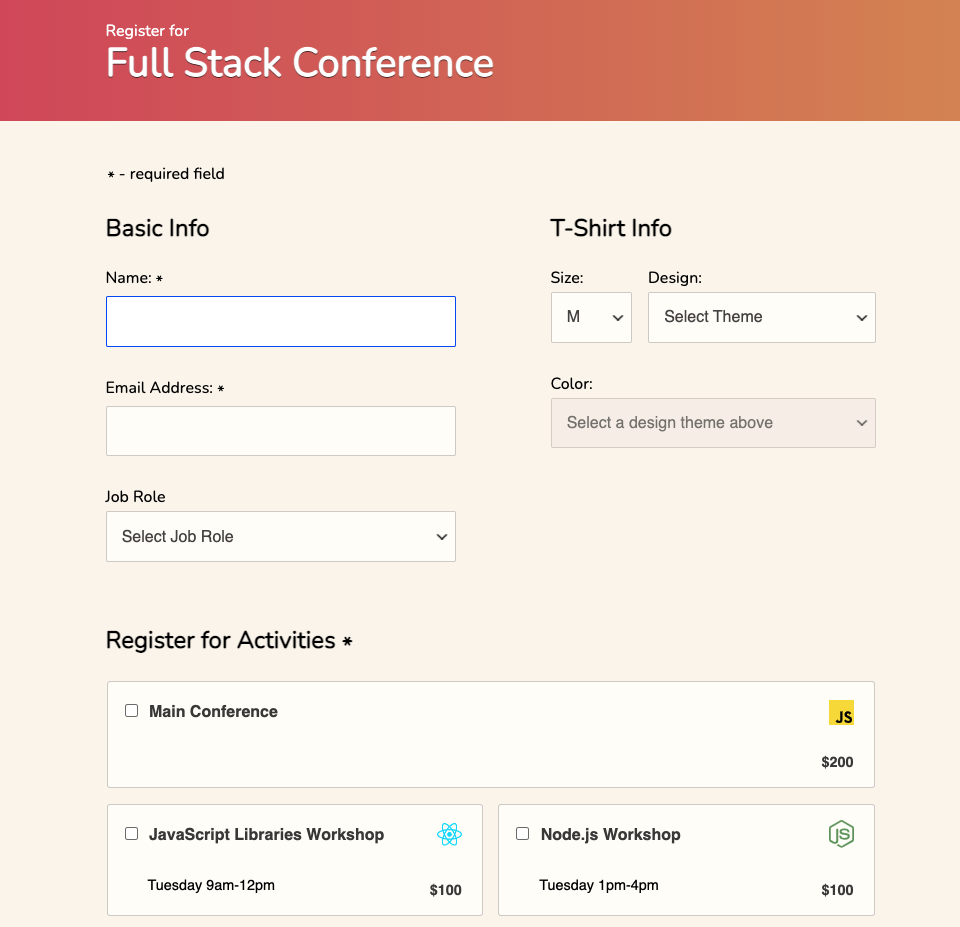 Register for
Full Stack Conference
* - required field
Basic Info
Name: *
Email Address: *
Job Role
Select Job Role
T-Shirt Info
Size:
Design:
M
Select Theme
Color:
Select a design theme above
Register for Activities *
Main Conference
JS
$200
JavaScript Libraries Workshop
Tuesday 9am-12pm
$100
Node.js Workshop
JS
Tuesday 1pm-4pm
$100